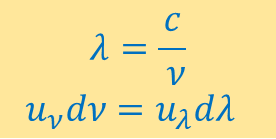 λ = c/ν
u_ν dν = u_λ dλ